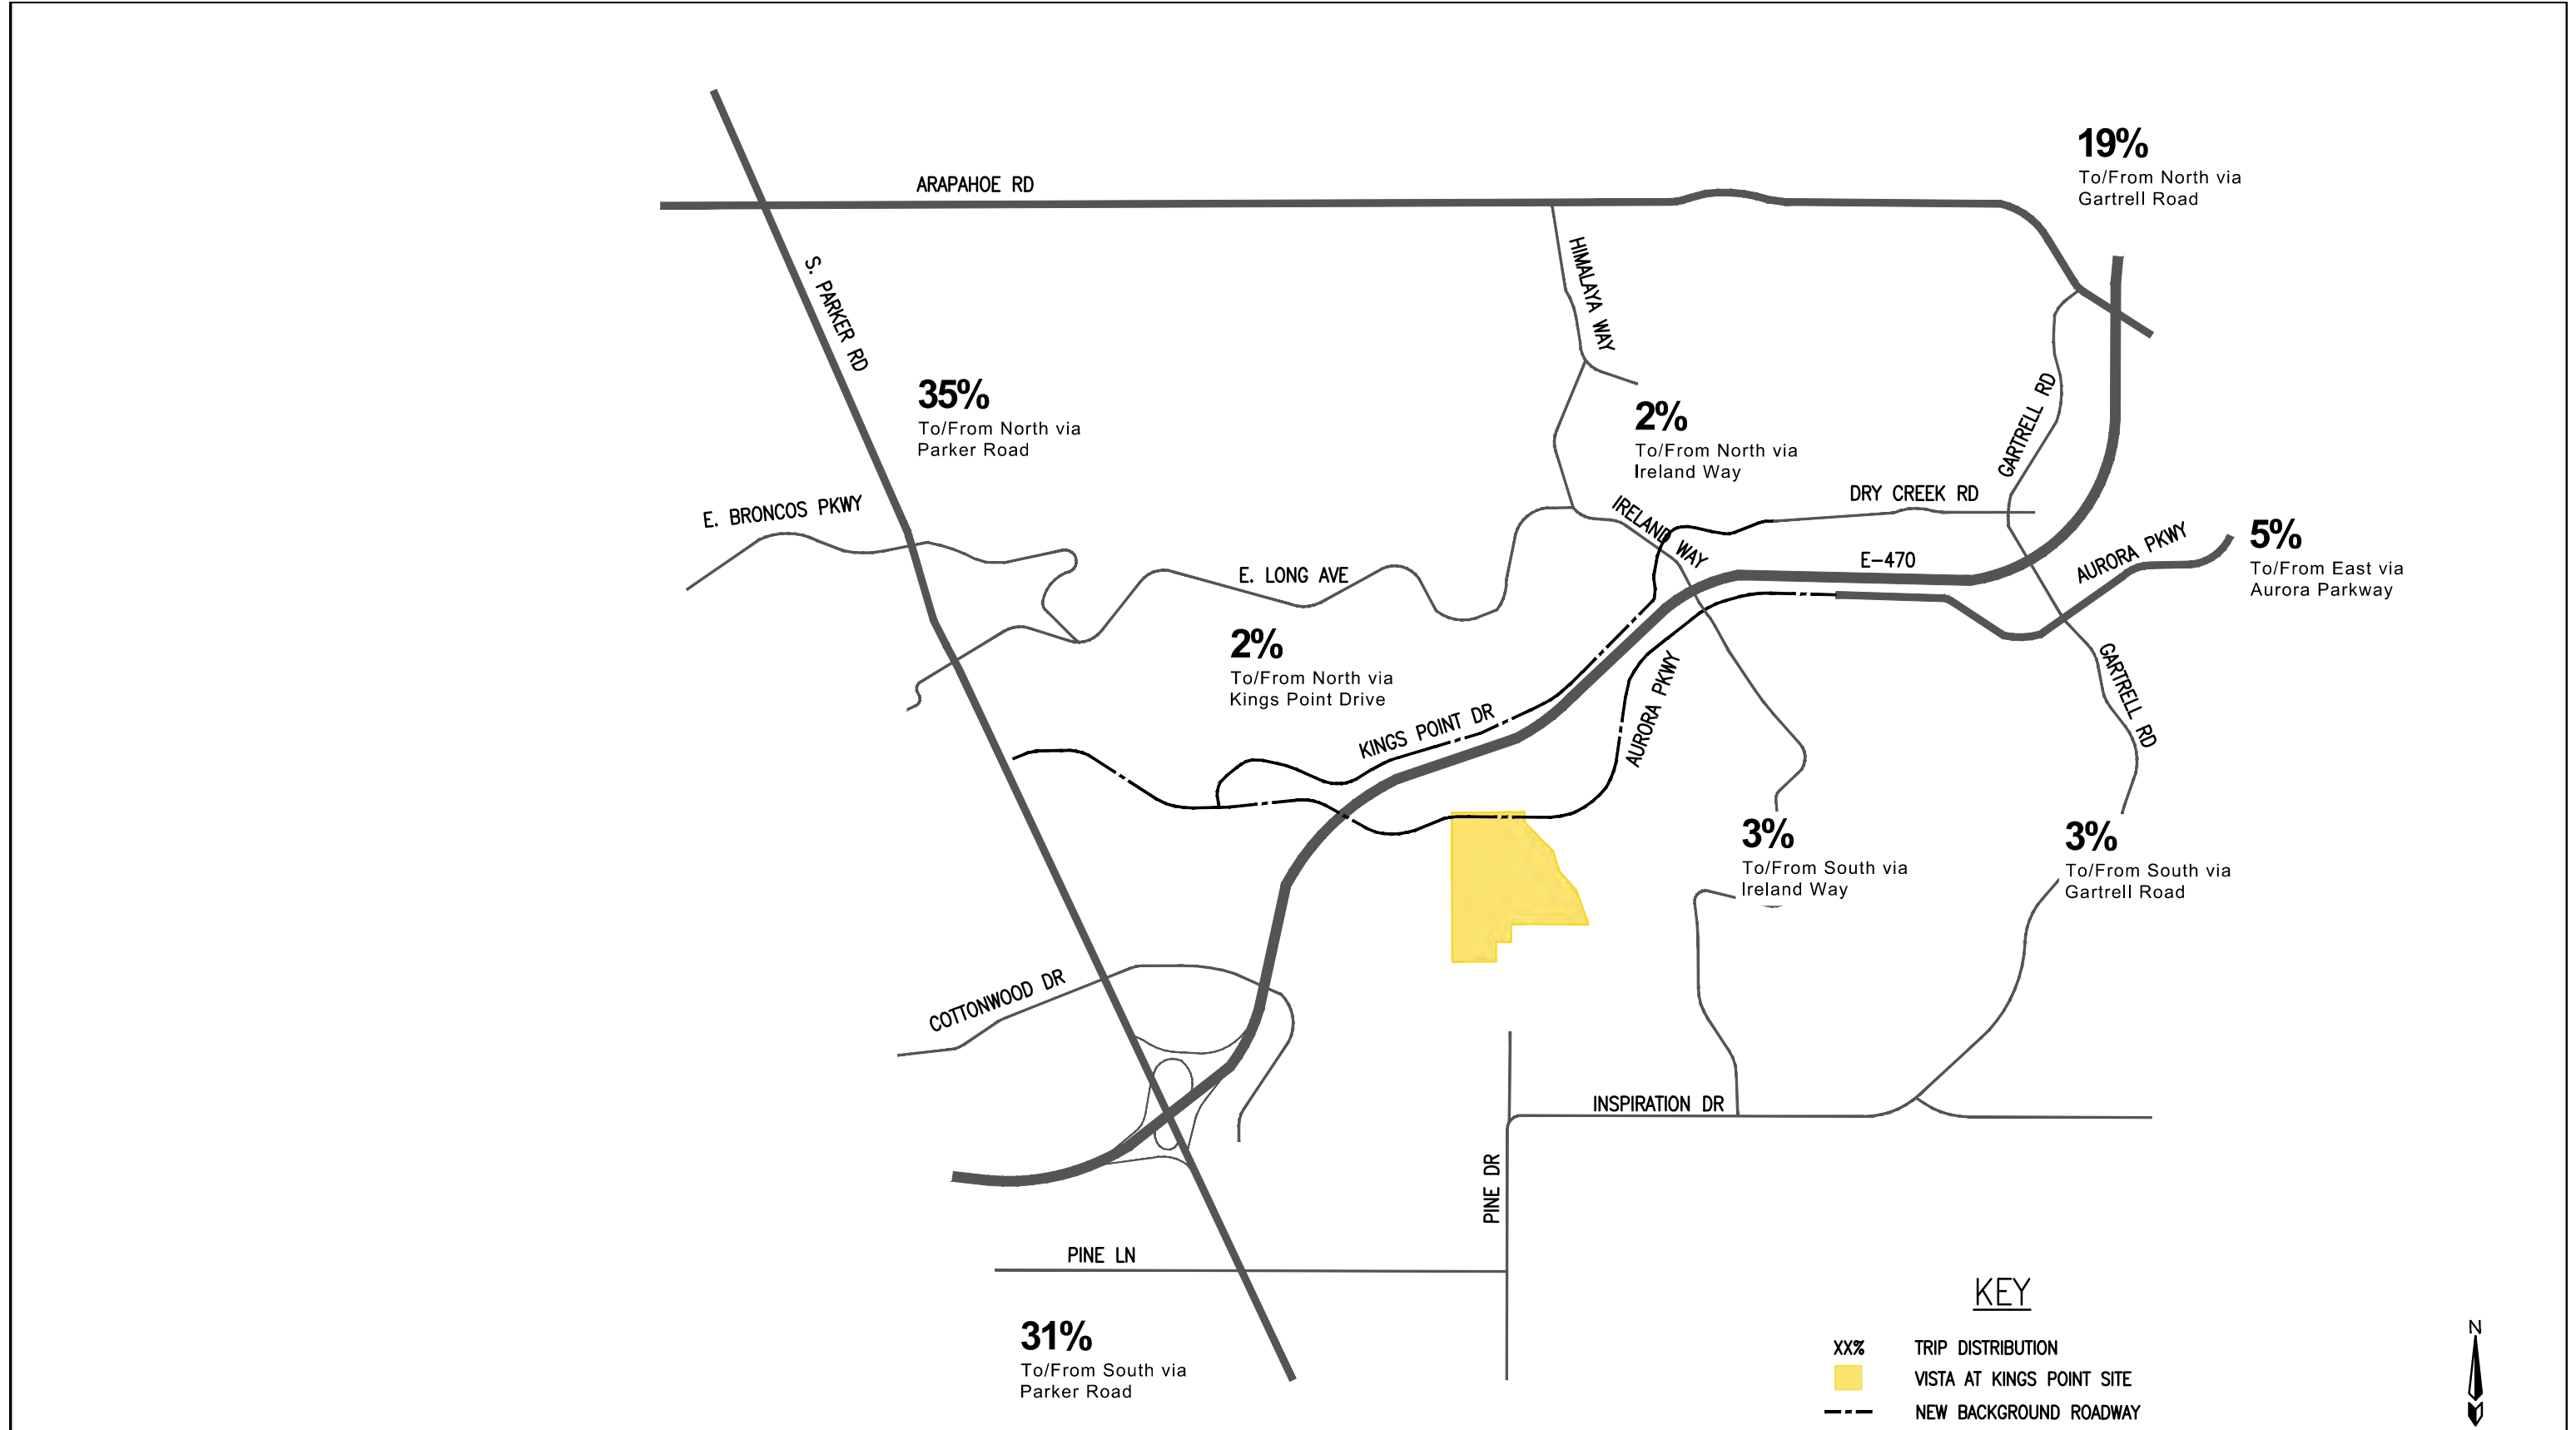 19%
To/From North via
Gartrell Road
ARAPAHOE RD
HIMALAYA WAY
S. PARKER RD
35%
To/From North via
Parker Road
2%
To/From North via
Ireland Way
GARTRELL RD
DRY CREEK RD
E. BRONCOS PKWY
IRELAND WAY
E-470
AURORA PKWY
5%
To/From East via
Aurora Parkway
E. LONG AVE
2%
To/From North via
Kings Point Drive
KINGS POINT DR
AURORA PKWY
GARTRELL RD
3%
To/From South via
Ireland Way
3%
To/From South via
Gartrell Road
COTTONWOOD DR
INSPIRATION DR
PINE DR
PINE LN
31%
To/From South via
Parker Road
KEY
XX% TRIP DISTRIBUTION
VISTA AT KINGS POINT SITE
NEW BACKGROUND ROADWAY
N